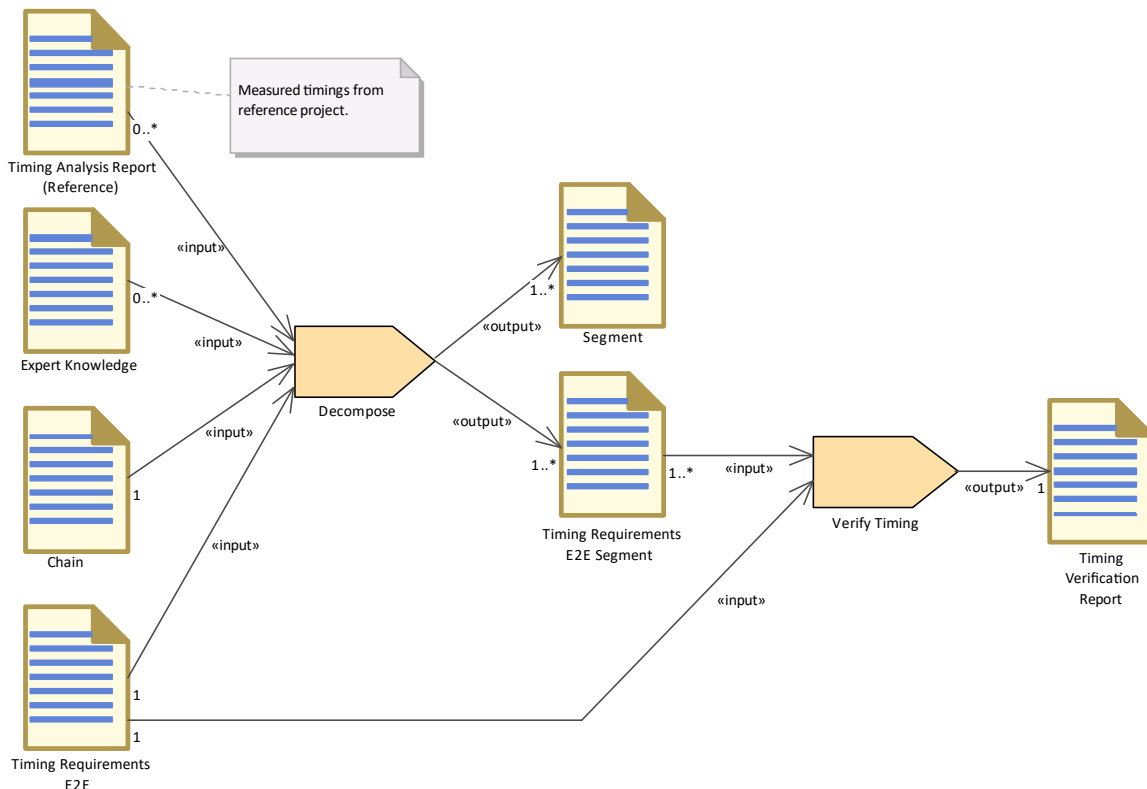 Measured timings from
reference project.
0..*
Timing Analysis Report
(Reference)
«input»
0..*
Expert Knowledge
«input»
1..*
«output»
Segment
Decompose
«output»
«input»
1
Chain
1..*
1..*
«input»
Timing Requirements
E2E Segment
Verify Timing
«output»
1
Timing
Verification
Report
«input»
«input»
1
1
Timing Requirements
E2E